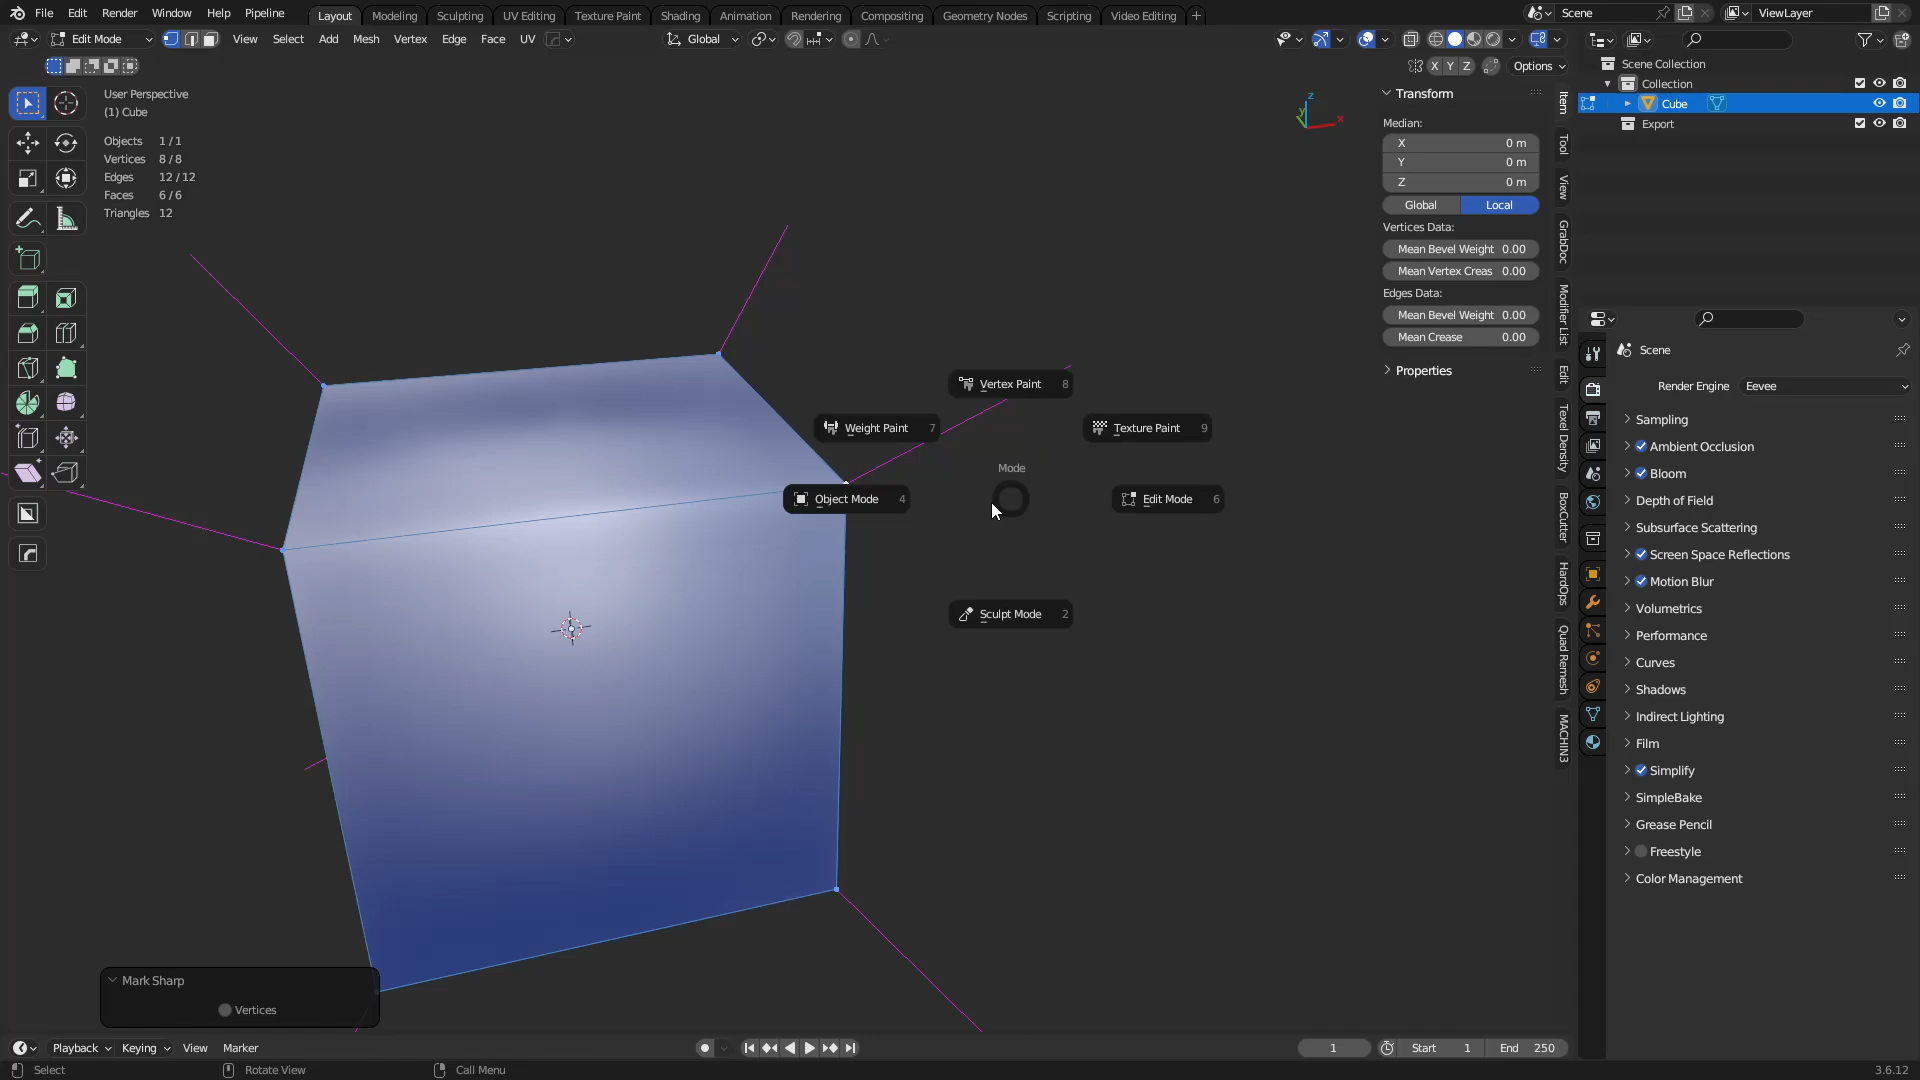 File Edit Render Window Help Pipeline Layout Modeling Sculpting UV Editing Texture Paint Shading Animation Rendering Compositing Geometry Nodes Scripting Video Editing + Scene ViewLayer
Edit Mode View Select Add Mesh Vertex Edge Face UV Global
X Y Z Options
User Perspective
(1) Cube
Objects 1 / 1
Vertices 8 / 8
Edges 12 / 12
Faces 6 / 6
Triangles 12
Z
Y
X
Vertex Paint 8
Weight Paint 7
Texture Paint 9
Mode
Object Mode 4
Edit Mode 6
Sculpt Mode 2
Mark Sharp
Vertices
Transform
Median:
X 0 m
Y 0 m
Z 0 m
Global Local
Vertices Data:
Mean Bevel Weight 0.00
Mean Vertex Creas 0.00
Edges Data:
Mean Bevel Weight 0.00
Mean Crease 0.00
Properties
Item
Tool
View
GrabDoc
Modifier List
Edit
Texel Density
BoxCutter
HardOps
Quad Remesh
MACHIN3
Scene Collection
Collection
Cube
Export
Scene
Render Engine Eevee
Sampling
Ambient Occlusion
Bloom
Depth of Field
Subsurface Scattering
Screen Space Reflections
Motion Blur
Volumetrics
Performance
Curves
Shadows
Indirect Lighting
Film
Simplify
SimpleBake
Grease Pencil
Freestyle
Color Management
Playback Keying View Marker 1 Start 1 End 250
Select Rotate View Call Menu 3.6.12